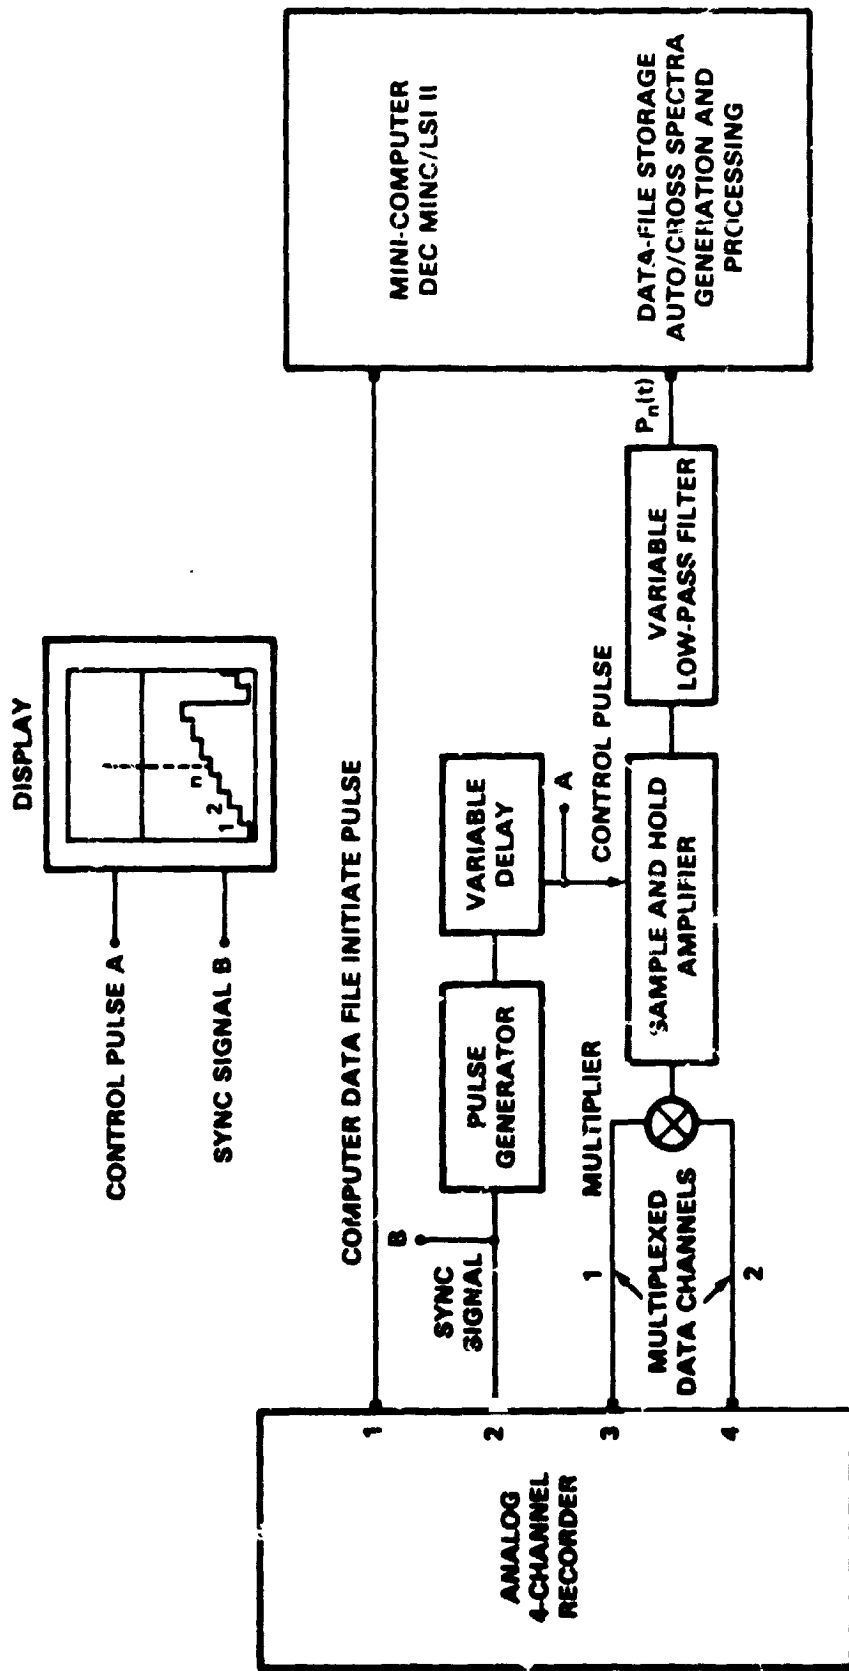 DISPLAY
CONTROL PULSE A
SYNC SIGNAL B
1
2
n
COMPUTER DATA FILE INITIATE PULSE
MINI-COMPUTER
DEC MINC/LSI II
DATA-FILE STORAGE
AUTO/CROSS SPECTRA
GENERATION AND
PROCESSING
ANALOG
4-CHANNEL
RECORDER
1
2
3
4
B
SYNC
SIGNAL
PULSE
GENERATOR
VARIABLE
DELAY
A
CONTROL PULSE
1
MULTIPLEXED
DATA CHANNELS
2
MULTIPLIER
SAMPLE AND HOLD
AMPLIFIER
VARIABLE
LOW-PASS FILTER
Pn(t)